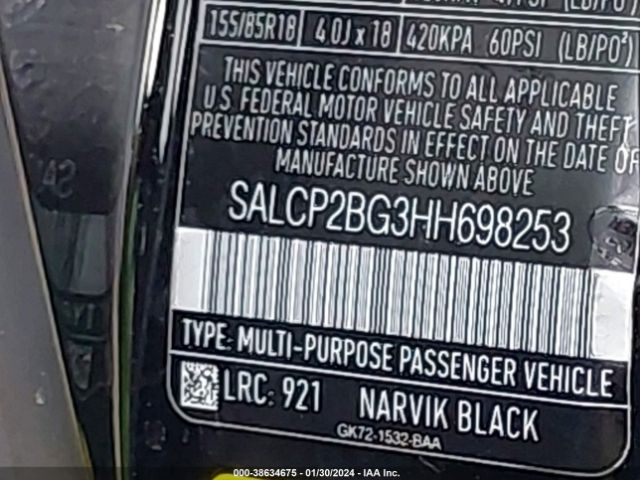 155/85R18 4.0J x 18 420KPA 60PSI (LB/PO²)
THIS VEHICLE CONFORMS TO ALL APPLICABLE
U.S. FEDERAL MOTOR VEHICLE SAFETY AND THEFT
PREVENTION STANDARDS IN EFFECT ON THE DATE OF
MANUFACTURE SHOWN ABOVE
SALCP2BG3HH698253
TYPE: MULTI-PURPOSE PASSENGER VEHICLE
LRC: 921 NARVIK BLACK
GK72-1532-BAA
000-38634675 - 01/30/2024 - IAA Inc.